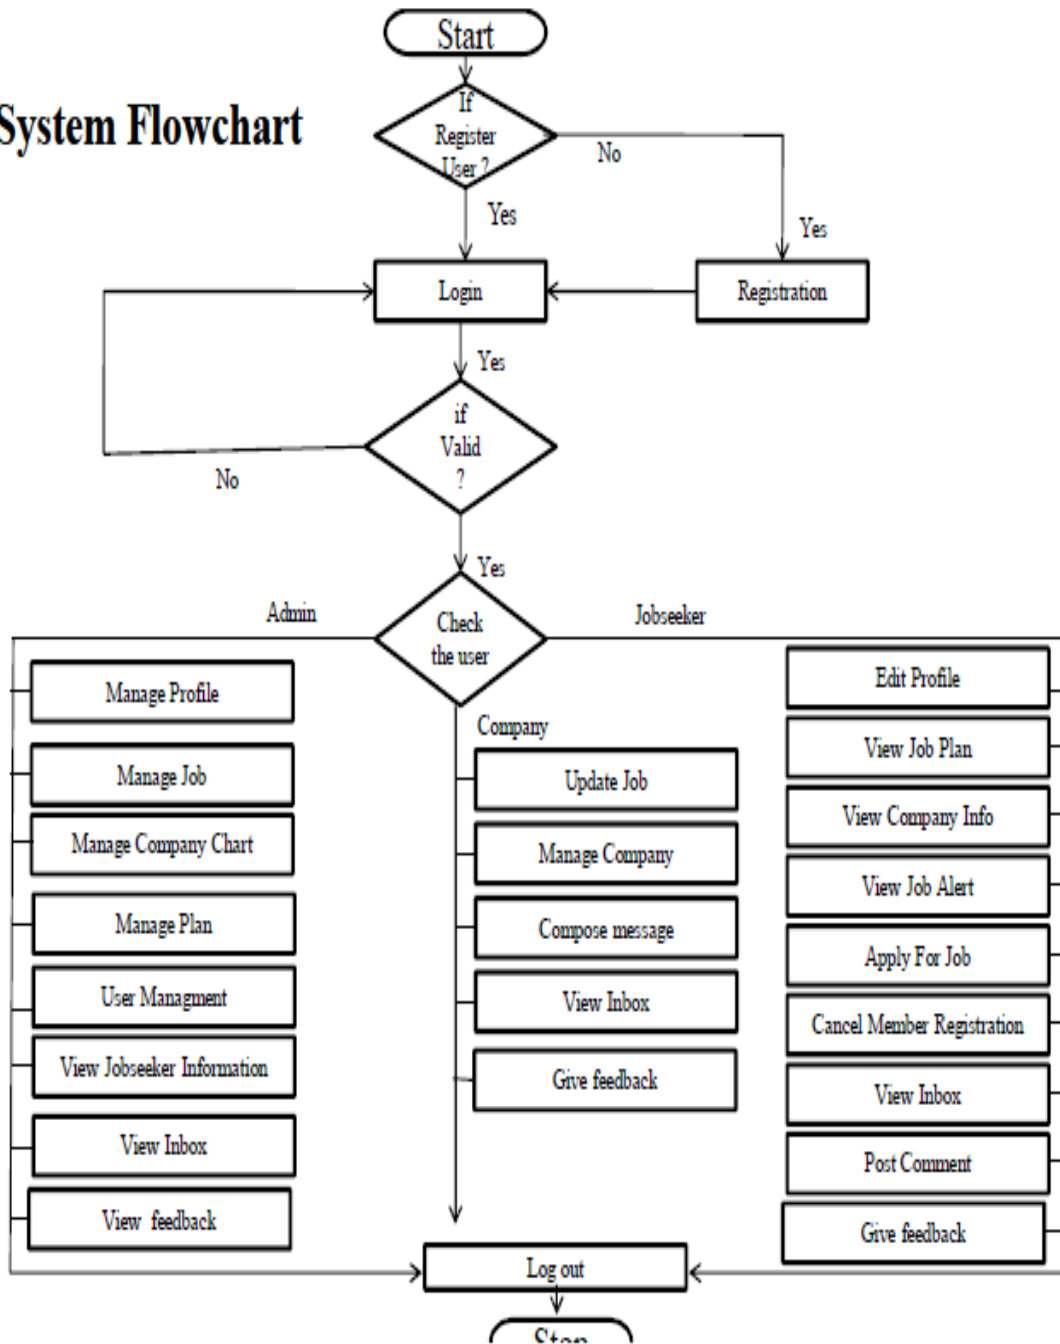 Start
System Flowchart
If
Register
User ?
No
Yes
Yes
Login
Registration
Yes
if
Valid
?
No
Yes
Admin
Check
the user
Jobseeker
Manage Profile
Manage Job
Manage Company Chart
Manage Plan
User Managment
View Jobseeker Information
View Inbox
View feedback
Company
Update Job
Manage Company
Compose message
View Inbox
Give feedback
Edit Profile
View Job Plan
View Company Info
View Job Alert
Apply For Job
Cancel Member Registration
View Inbox
Post Comment
Give feedback
Log out
Stop